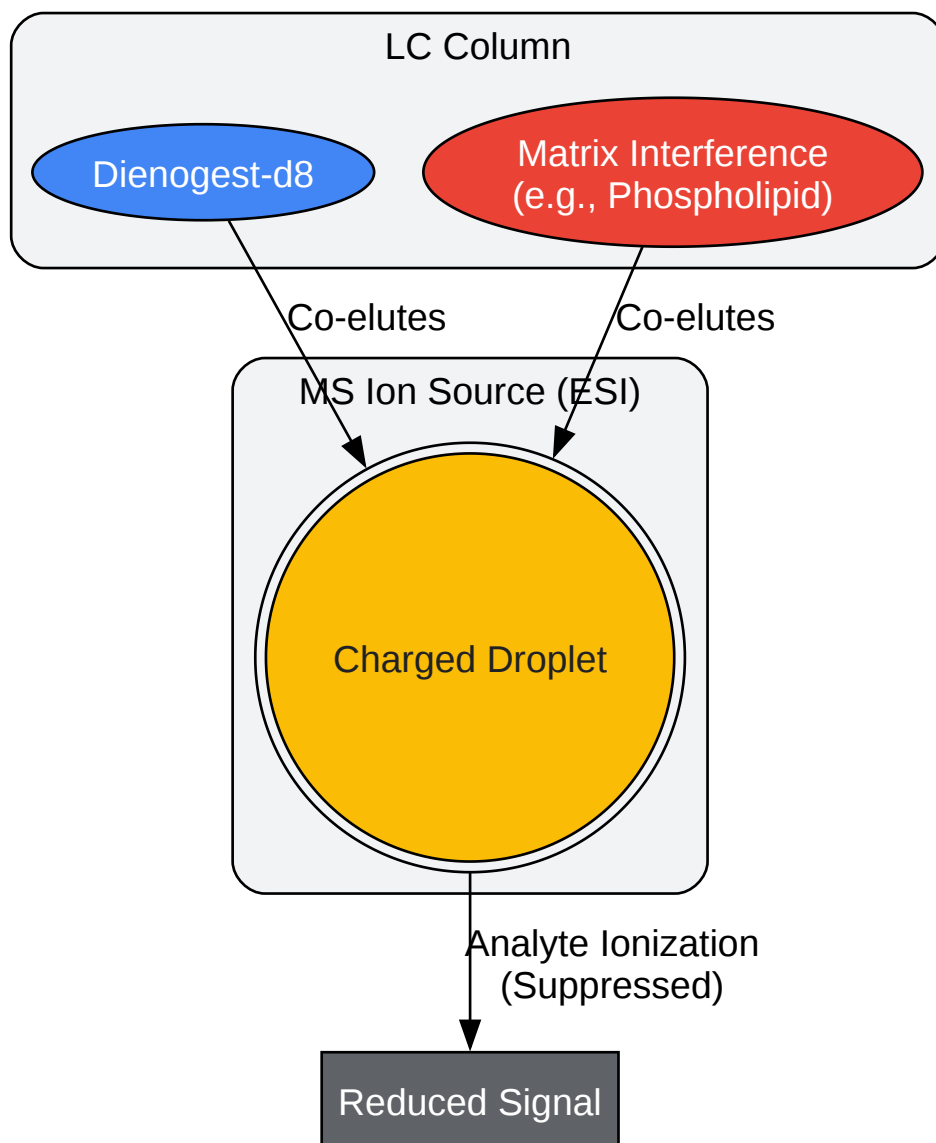 LC Column
Dienogest-d8
Matrix Interference
(e.g., Phospholipid)
Co-elutes
Co-elutes
MS Ion Source (ESI)
Charged Droplet
Analyte Ionization
(Suppressed)
Reduced Signal